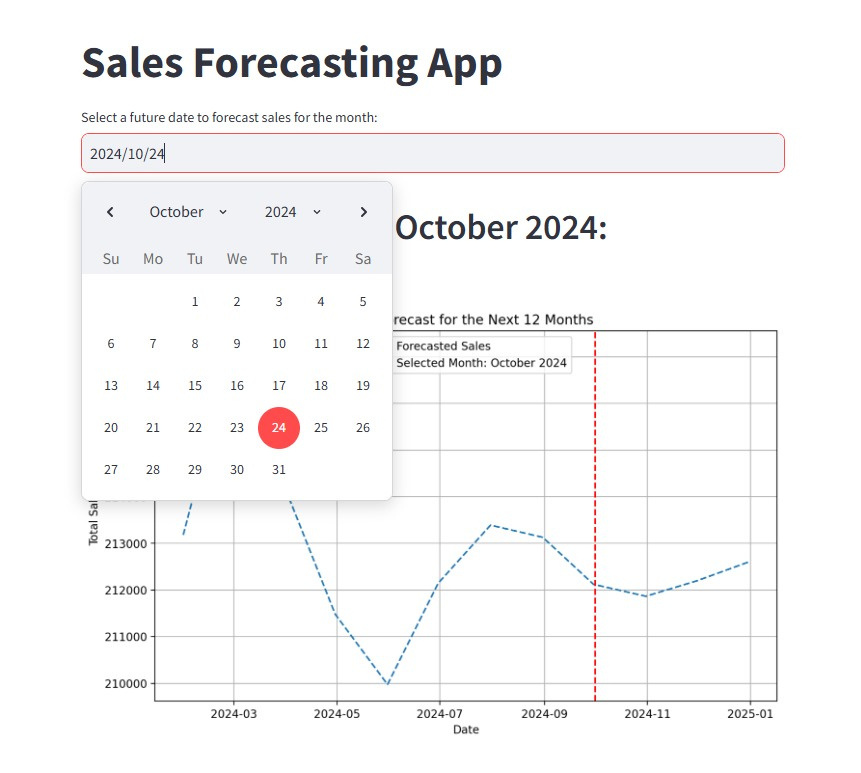 Sales Forecasting App
Select a future date to forecast sales for the month:
2024/10/24
October 2024
October 2024:
Su Mo Tu We Th Fr Sa
1 2 3 4 5
6 7 8 9 10 11 12
13 14 15 16 17 18 19
20 21 22 23 24 25 26
27 28 29 30 31
recast for the Next 12 Months
Forecasted Sales
Selected Month: October 2024
Total Sal
213000
212000
211000
210000
2024-03 2024-05 2024-07 2024-09 2024-11 2025-01
Date